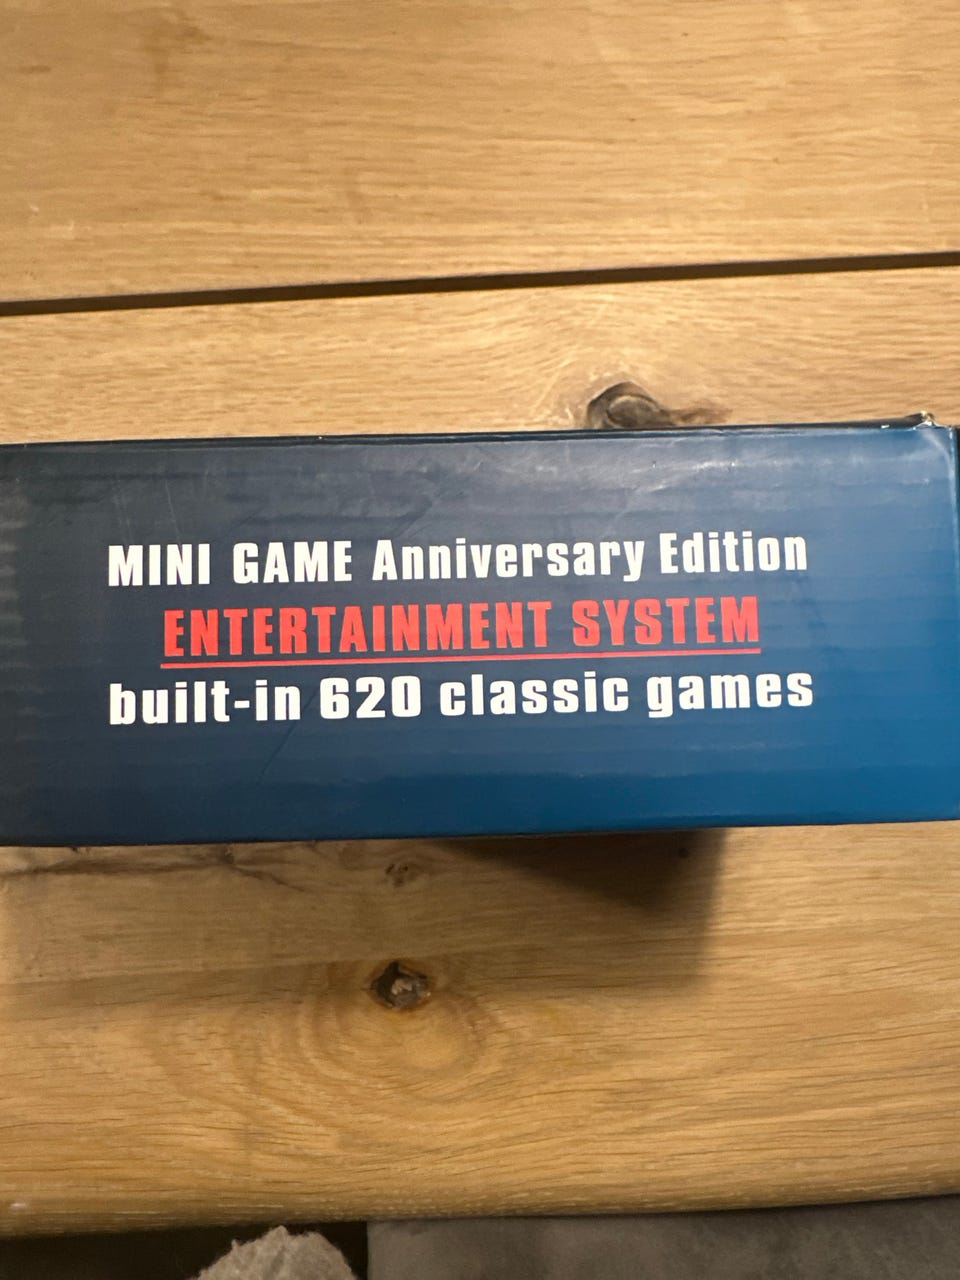 MINI GAME Anniversary Edition
ENTERTAINMENT SYSTEM
built-in 620 classic games